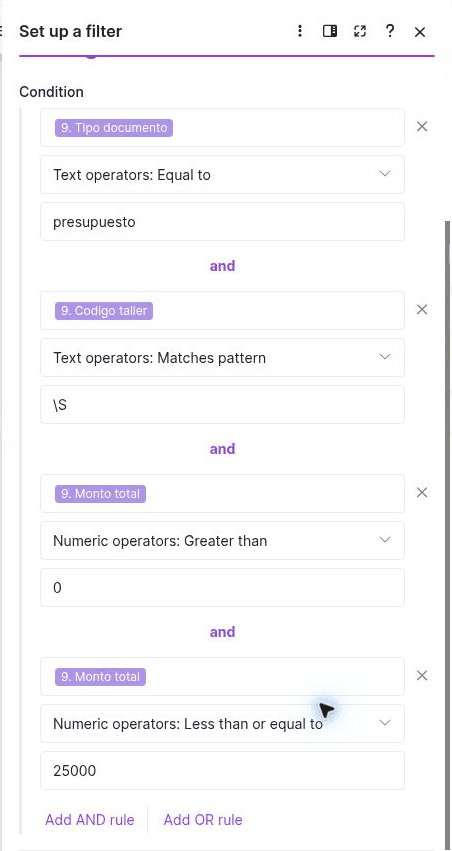 Set up a filter
Condition
9. Tipo documento
Text operators: Equal to
presupuesto
and
9. Codigo taller
Text operators: Matches pattern
\S
and
9. Monto total
Numeric operators: Greater than
0
and
9. Monto total
Numeric operators: Less than or equal to
25000
Add AND rule
Add OR rule